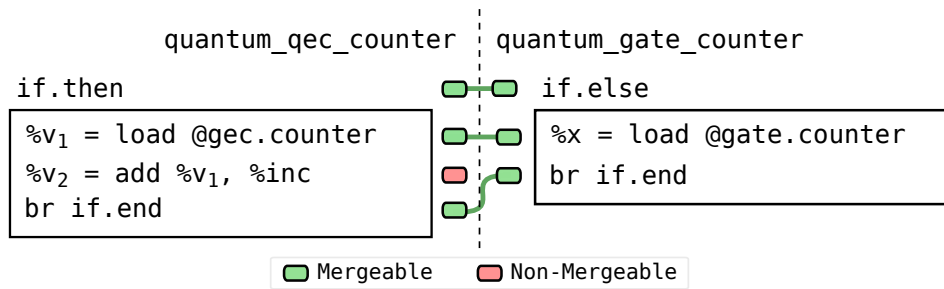 quantum_qec_counter
quantum_gate_counter
if.then
if.else
%v₁ = load @gec.counter
%v₂ = add %v₁, %inc
br if.end
%x = load @gate.counter
br if.end
Mergeable
Non-Mergeable